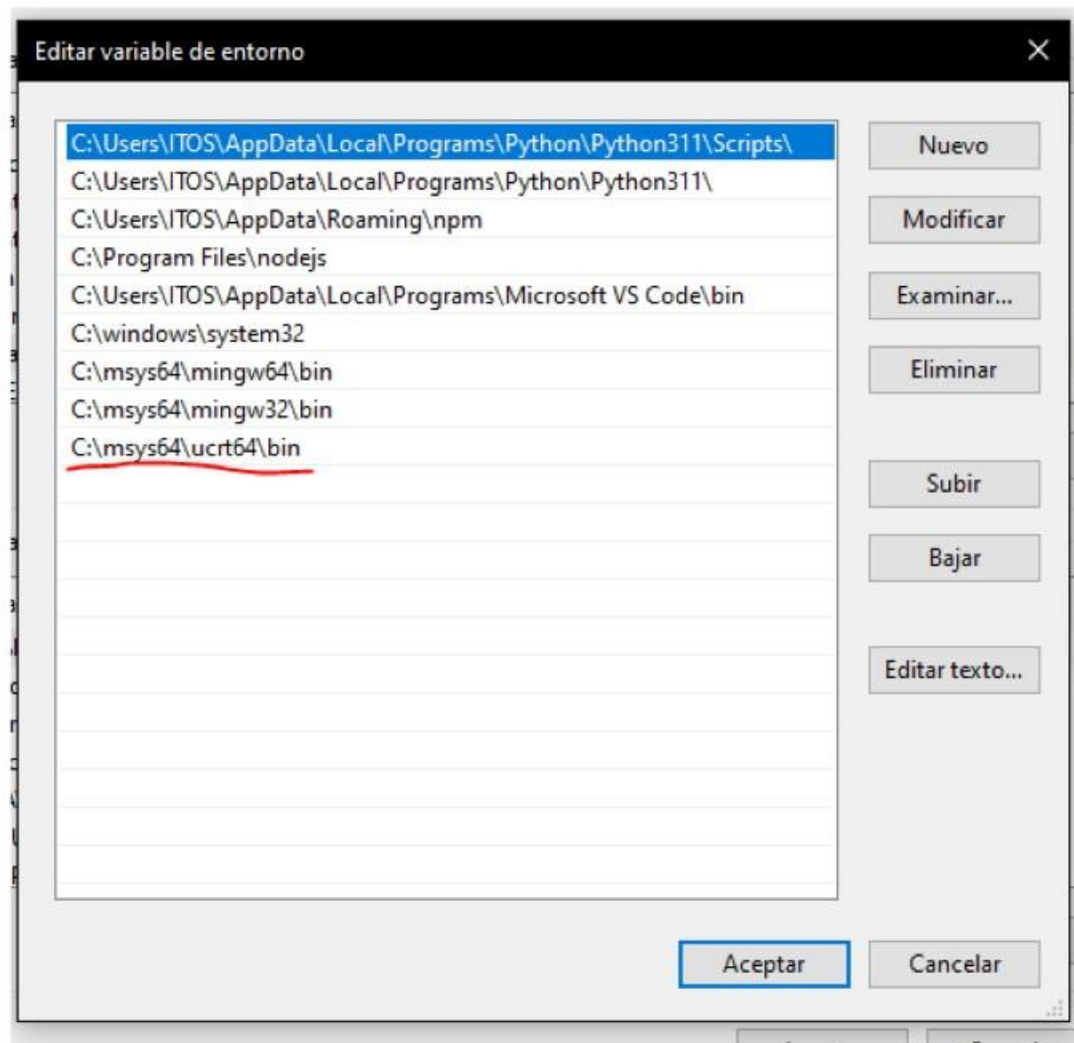 Editar variable de entorno
C:\Users\ITOS\AppData\Local\Programs\Python\Python311\Scripts\
C:\Users\ITOS\AppData\Local\Programs\Python\Python311\
C:\Users\ITOS\AppData\Roaming\npm
C:\Program Files\nodejs
C:\Users\ITOS\AppData\Local\Programs\Microsoft VS Code\bin
C:\windows\system32
C:\msys64\mingw64\bin
C:\msys64\mingw32\bin
C:\msys64\ucrt64\bin
Nuevo
Modificar
Examinar...
Eliminar
Subir
Bajar
Editar texto...
Aceptar
Cancelar